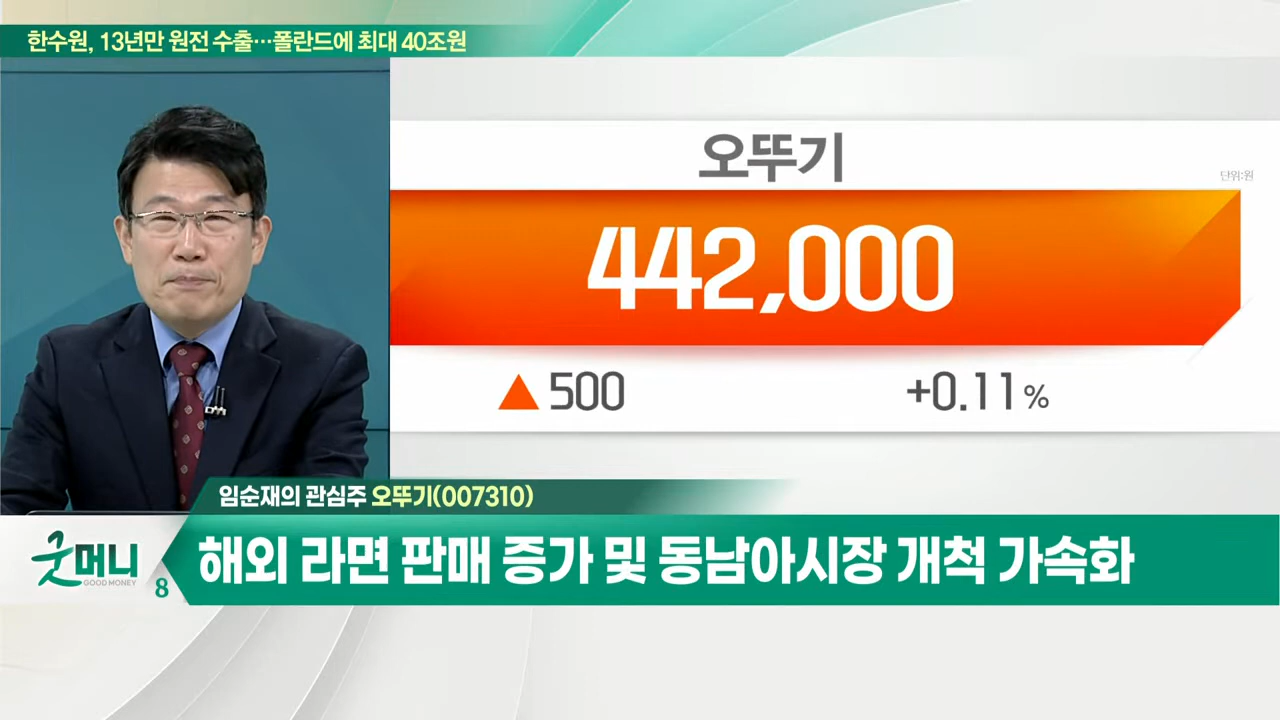 한수원, 13년만 원전 수출…폴란드에 최대 40조원
오뚜기
단위:원
442,000
▲ 500 +0.11%
임순재의 관심주 오뚜기(007310)
굿머니
GOOD MONEY
8
해외 라면 판매 증가 및 동남아시장 개척 가속화